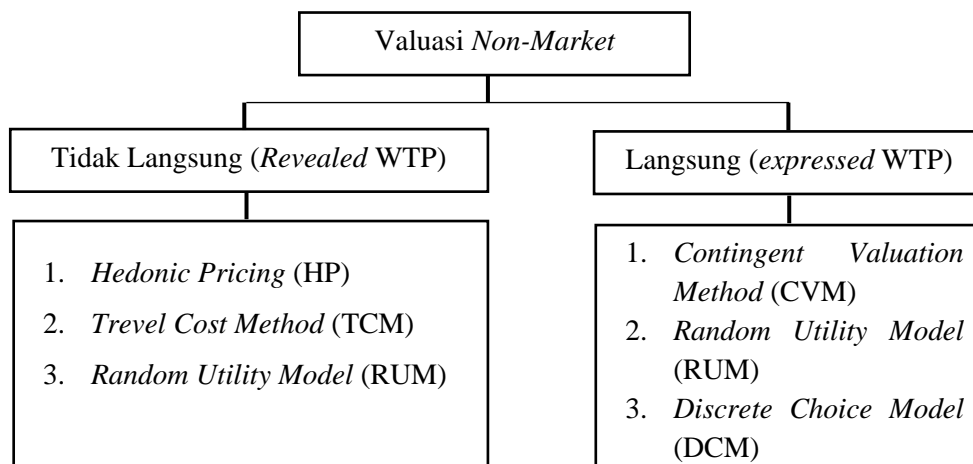 Valuasi Non-Market
Tidak Langsung (Revealed WTP)
Langsung (expressed WTP)
1. Hedonic Pricing (HP)
2. Trevel Cost Method (TCM)
3. Random Utility Model (RUM)
1. Contingent Valuation
Method (CVM)
2. Random Utility Model
(RUM)
3. Discrete Choice Model
(DCM)